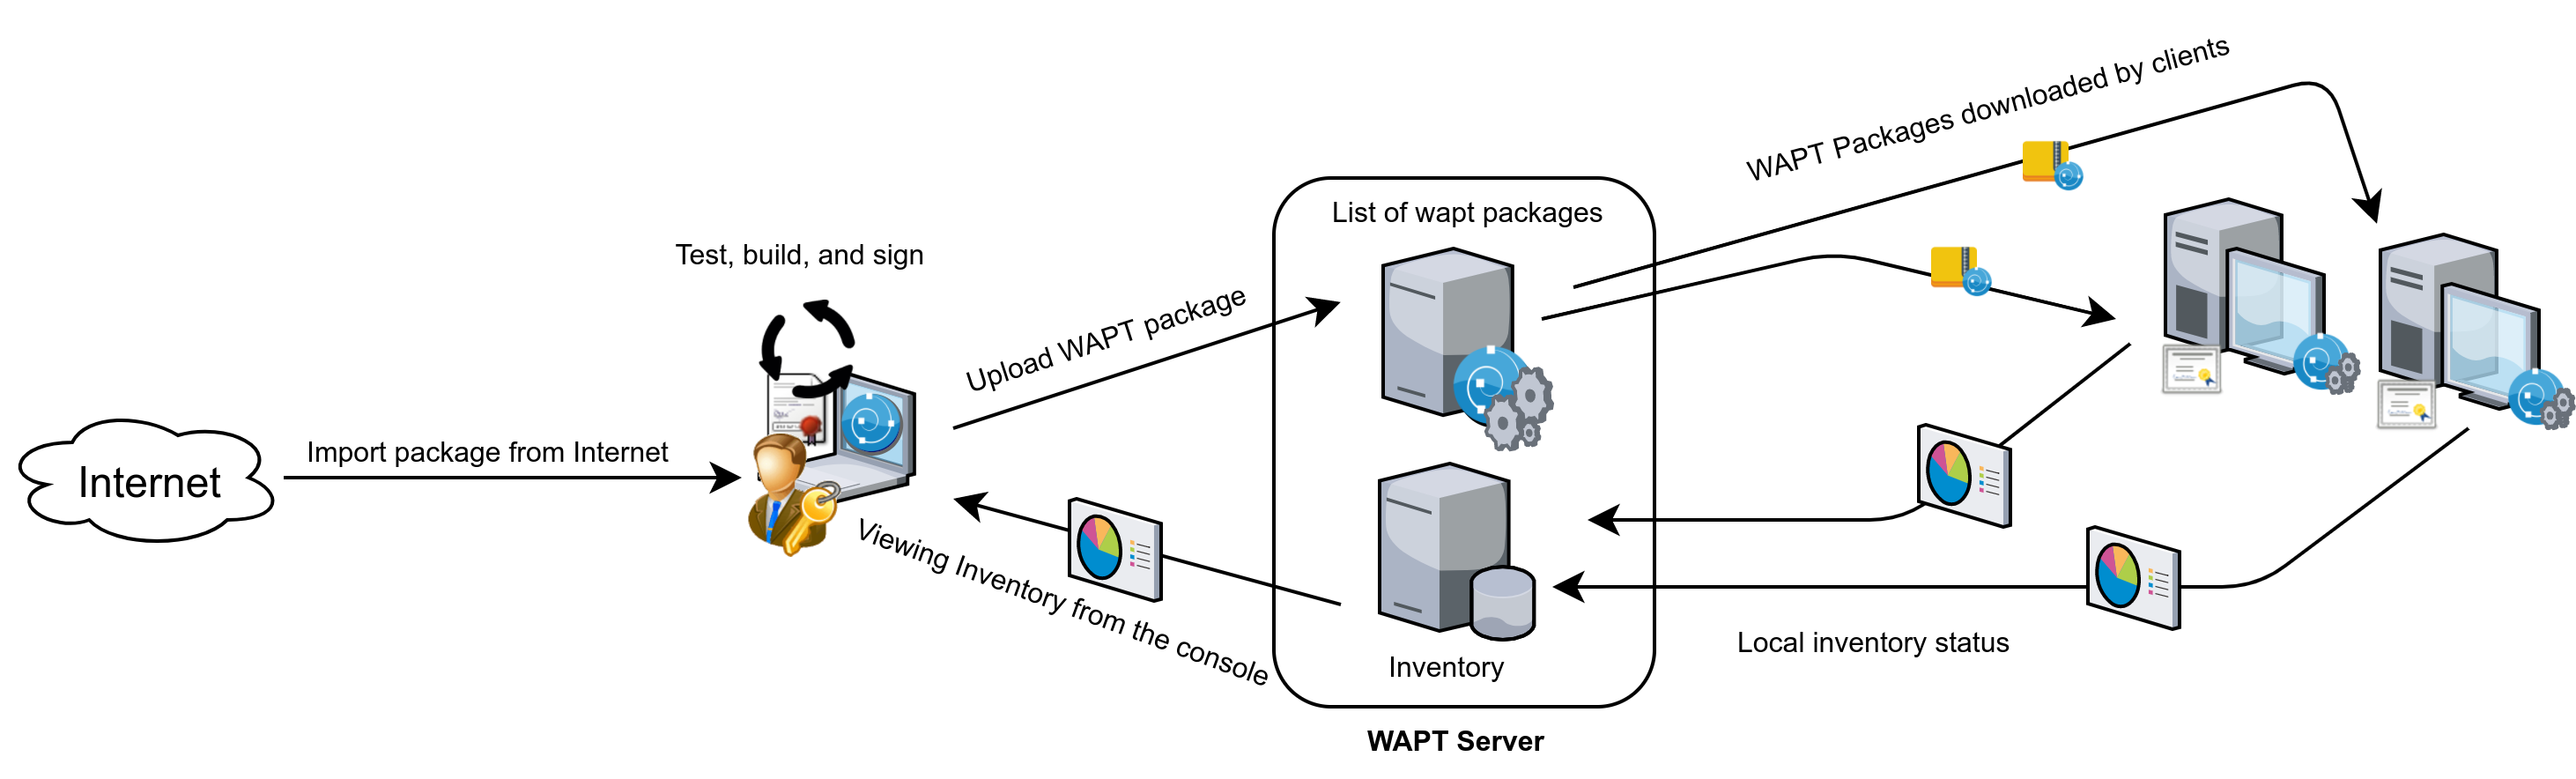 Internet
Import package from Internet
Test, build, and sign
Upload WAPT package
Viewing Inventory from the console
List of wapt packages
Inventory
WAPT Server
WAPT Packages downloaded by clients
Local inventory status